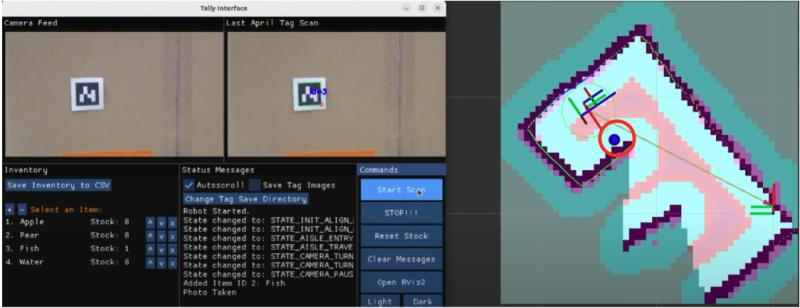 Tally Interface
Camera Feed
Last April Tag Scan
Inventory
Status Messages
Commands
Save Inventory to CSV
Autoscroll
Save Tag Images
Start Scan
Change Tag Save Directory
+ - Select an Item:
Robot Started.
STOP!!!
1. Apple Stock: 0 ^ v x
State changed to: STATE_INIT_ALIGN_
2. Pear Stock: 0 ^ v x
State changed to: STATE_INIT_ALIGN_
Reset Stock
3. Fish Stock: 1 ^ v x
State changed to: STATE_AISLE_ENTRY
State changed to: STATE_AISLE_TRAVE
4. Water Stock: 0 ^ v x
State changed to: STATE_CAMERA_TURN
Clear Messages
State changed to: STATE_CAMERA_TURN
State changed to: STATE_CAMERA_PAUS
Added Item ID 2: Fish
Open RViz2
Photo Taken
Light Dark